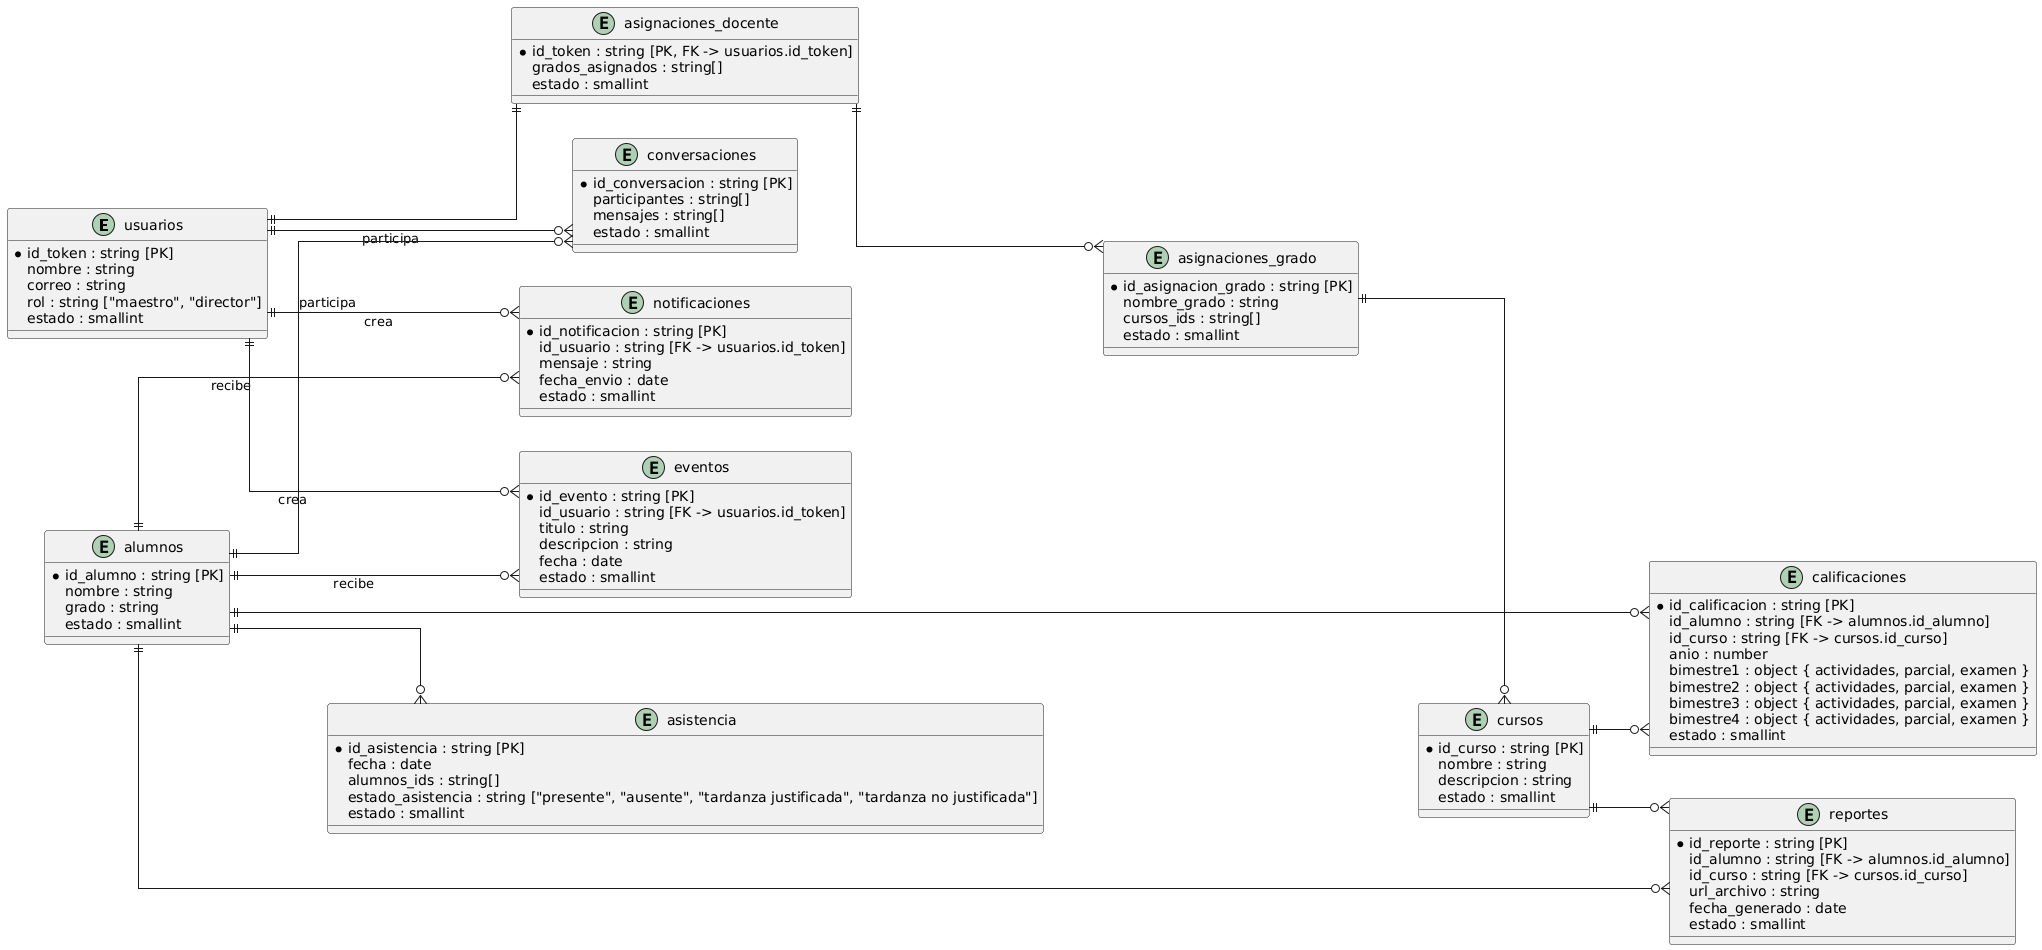 E asignaciones_docente
* id_token : string [PK, FK -> usuarios.id_token]
grados_asignados : string[]
estado : smallint
E conversaciones
* id_conversacion : string [PK]
participantes : string[]
mensajes : string[]
estado : smallint
E usuarios
* id_token : string [PK]
nombre : string
correo : string
rol : string ["maestro", "director"]
estado : smallint
participa
participa
crea
recibe
crea
recibe
E asignaciones_grado
* id_asignacion_grado : string [PK]
nombre_grado : string
cursos_ids : string[]
estado : smallint
E notificaciones
* id_notificacion : string [PK]
id_usuario : string [FK -> usuarios.id_token]
mensaje : string
fecha_envio : date
estado : smallint
E eventos
* id_evento : string [PK]
id_usuario : string [FK -> usuarios.id_token]
titulo : string
descripcion : string
fecha : date
estado : smallint
E alumnos
* id_alumno : string [PK]
nombre : string
grado : string
estado : smallint
E calificaciones
* id_calificacion : string [PK]
id_alumno : string [FK -> alumnos.id_alumno]
id_curso : string [FK -> cursos.id_curso]
anio : number
bimestre1 : object { actividades, parcial, examen }
bimestre2 : object { actividades, parcial, examen }
bimestre3 : object { actividades, parcial, examen }
bimestre4 : object { actividades, parcial, examen }
estado : smallint
E asistencia
* id_asistencia : string [PK]
fecha : date
alumnos_ids : string[]
estado_asistencia : string ["presente", "ausente", "tardanza justificada", "tardanza no justificada"]
estado : smallint
E cursos
* id_curso : string [PK]
nombre : string
descripcion : string
estado : smallint
E reportes
* id_reporte : string [PK]
id_alumno : string [FK -> alumnos.id_alumno]
id_curso : string [FK -> cursos.id_curso]
url_archivo : string
fecha_generado : date
estado : smallint